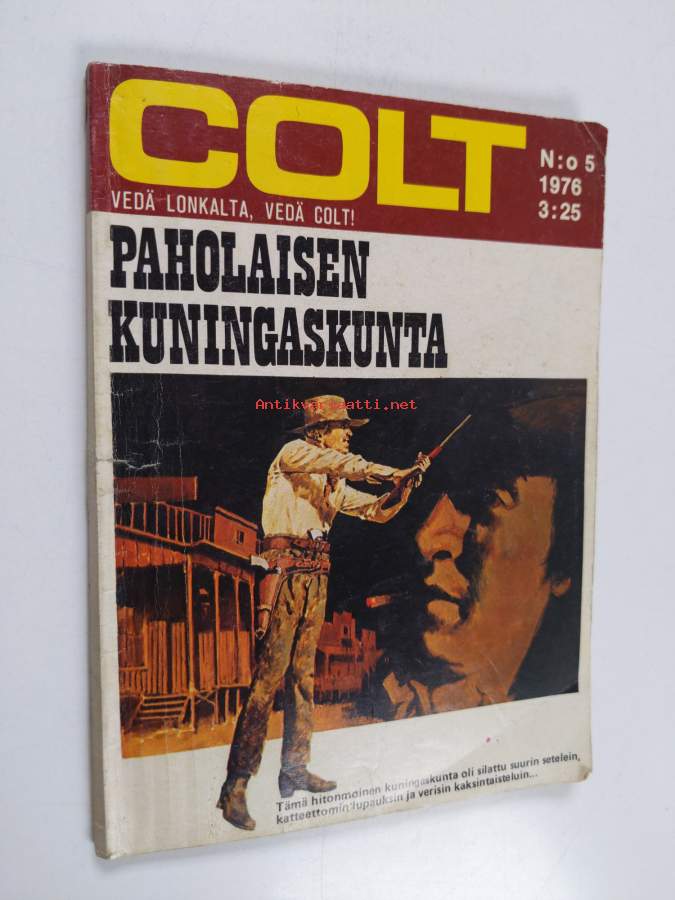 COLT
N:o 5
1976
3:25
VEDÄ LONKALTA, VEDÄ COLT!
PAHOLAISEN
KUNINGASKUNTA
Antikvariaatti.net
Tämä hitonmoinen kuningaskunta oli silattu suurin setelein,
katteettomin lupauksin ja verisin kaksintaisteluin...